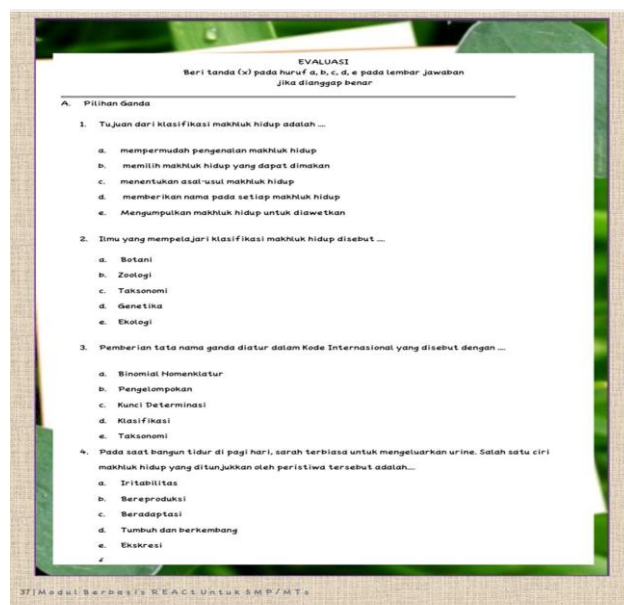 EVALUASI
Beri tanda (x) pada huruf a, b, c, d, e pada lembar jawaban
jika dianggap benar
A. Pilihan Ganda
1. Tujuan dari klasifikasi makhluk hidup adalah ....
a. mempermudah pengenalan makhluk hidup
b. memilih makhluk hidup yang dapat dimakan
c. menentukan asal-usul makhluk hidup
d. memberikan nama pada setiap makhluk hidup
e. Mengumpulkan makhluk hidup untuk diawetkan
2. Ilmu yang mempelajari klasifikasi makhluk hidup disebut ....
a. Botani
b. Zoologi
c. Taksonomi
d. Genetika
e. Ekologi
3. Pemberian tata nama ganda diatur dalam Kode Internasional yang disebut dengan ....
a. Binomial Nomenklatur
b. Pengelompokan
c. Kunci Determinasi
d. Klasifikasi
e. Taksonomi
4. Pada saat bangun tidur di pagi hari, sarah terbiasa untuk mengeluarkan urine. Salah satu ciri
makhluk hidup yang ditunjukkan oleh peristiwa tersebut adalah....
a. Iritabilitas
b. Bereproduksi
c. Beradaptasi
d. Tumbuh dan berkembang
e. Ekskresi
37|Modul Berbasis REACt Untuk SMP/MTs